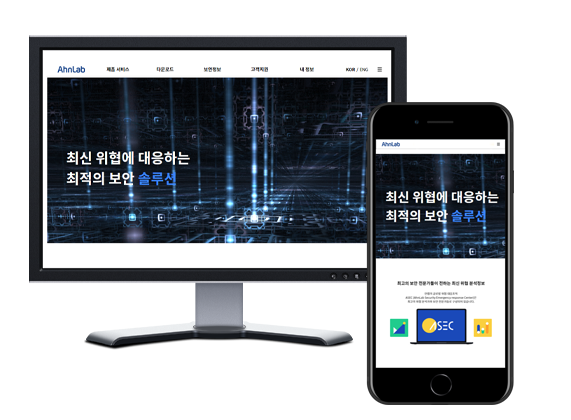 AhnLab 제품 서비스 다운로드 보안정보 고객지원 내 정보 KOR / ENG
최신 위협에 대응하는
최적의 보안 솔루션
AhnLab
최신 위협에 대응하는
최적의 보안 솔루션
최고의 보안 전문가들이 전하는 최신 위협 분석정보
SEC